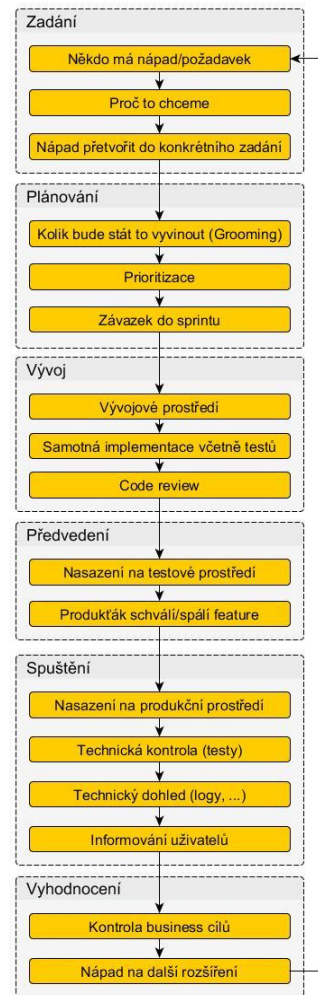 Zadání
Někdo má nápad/požadavek
Proč to chceme
Nápad přetvořit do konkrétního zadání
Plánování
Kolik bude stát to vyvinout (Grooming)
Prioritizace
Závazek do sprintu
Vývoj
Vývojové prostředí
Samotná implementace včetně testů
Code review
Předvedení
Nasazení na testové prostředí
Produkťák schválí/spálí feature
Spuštění
Nasazení na produkční prostředí
Technická kontrola (testy)
Technický dohled (logy, ...)
Informování uživatelů
Vyhodnocení
Kontrola business cílů
Nápad na další rozšíření